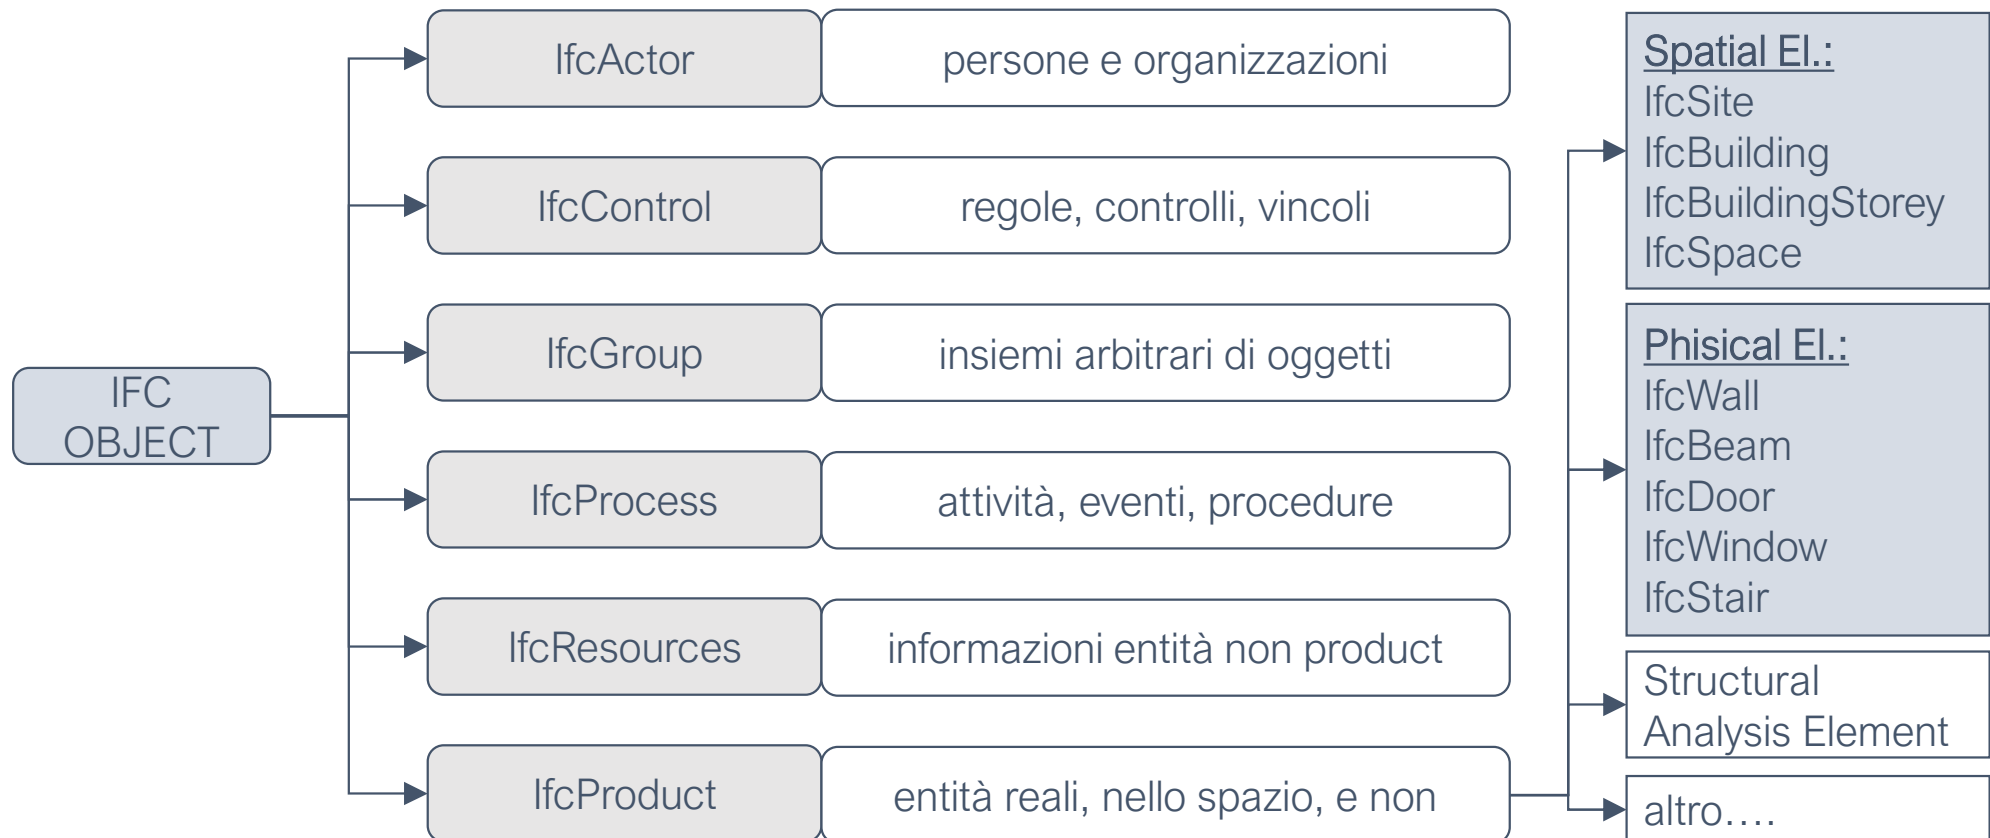 IFC
OBJECT
IfcActor
persone e organizzazioni
IfcControl
regole, controlli, vincoli
IfcGroup
insiemi arbitrari di oggetti
IfcProcess
attività, eventi, procedure
IfcResources
informazioni entità non product
IfcProduct
entità reali, nello spazio, e non
Spatial El.:
IfcSite
IfcBuilding
IfcBuildingStorey
IfcSpace
Phisical El.:
IfcWall
IfcBeam
IfcDoor
IfcWindow
IfcStair
Structural
Analysis Element
altro....